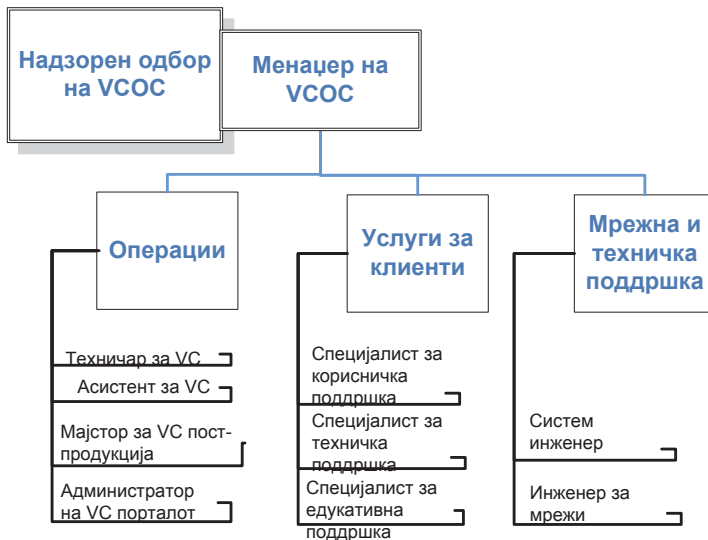 Надзорен одбор
на VCOC
Менаџер на
VCOC
Операции
Услуги за
клиенти
Мрежна и
техничка
поддршка
Техничар за VC
Асистент за VC
Мајстор за VC пост-
продукција
Администратор
на VC порталот
Специјалист за
корисничка
поддршка
Специјалист за
техничка
поддршка
Специјалист за
едукативна
поддршка
Систем
инженер
Инженер за
мрежи